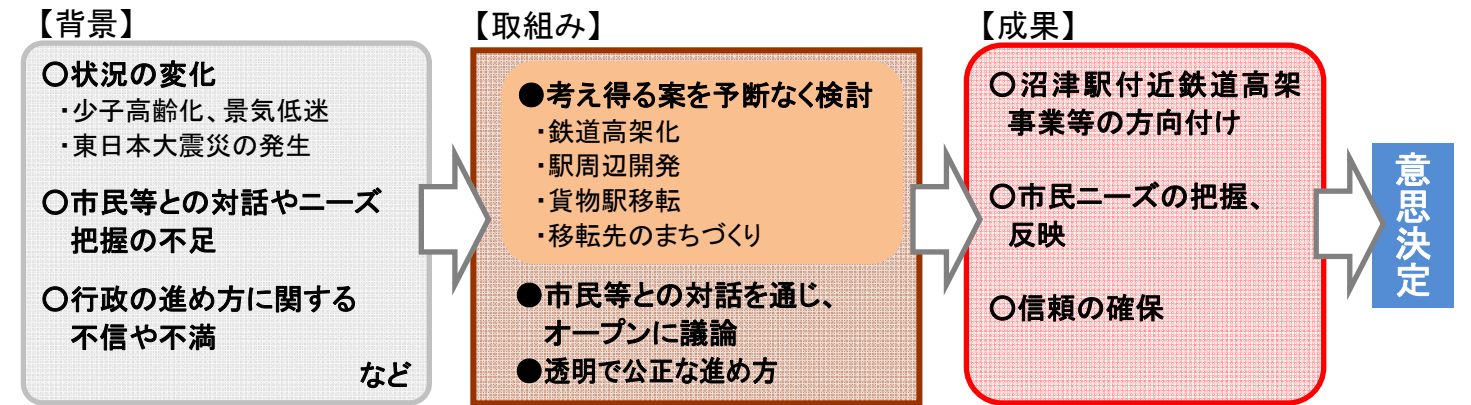 【背景】
○状況の変化
・少子高齢化、景気低迷
・東日本大震災の発生
○市民等との対話やニーズ
把握の不足
○行政の進め方に関する
不信や不満
など
【取組み】
●考え得る案を予断なく検討
・鉄道高架化
・駅周辺開発
・貨物駅移転
・移転先のまちづくり
●市民等との対話を通じ、
オープンに議論
●透明で公正な進め方
【成果】
○沼津駅付近鉄道高架
事業等の方向付け
○市民ニーズの把握、
反映
○信頼の確保
意思決定